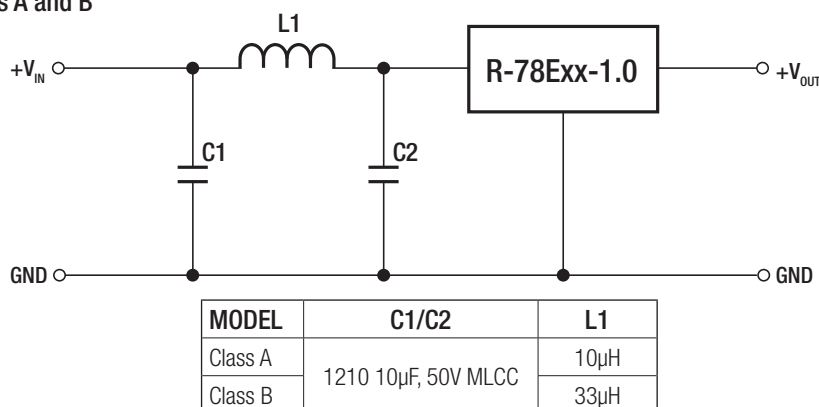 s A and B
L1
+VIN
R-78Exx-1.0
+VOUT
C1
C2
GND
GND
MODEL C1/C2 L1
Class A 1210 10µF, 50V MLCC 10µH
Class B 33µH